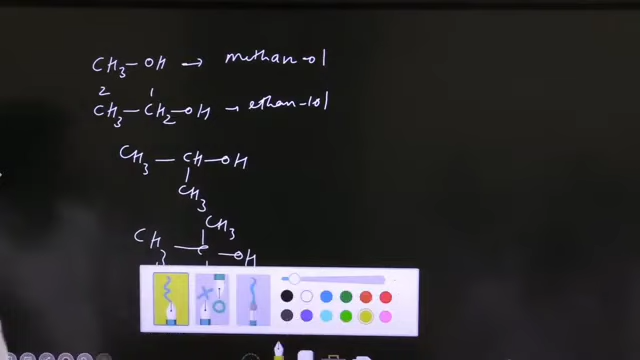 CH3 — OH → methan-ol
2 1
CH3 — CH2 — OH → ethan-1ol
CH3 — CH — OH
CH3
CH3
CH3 — C — OH